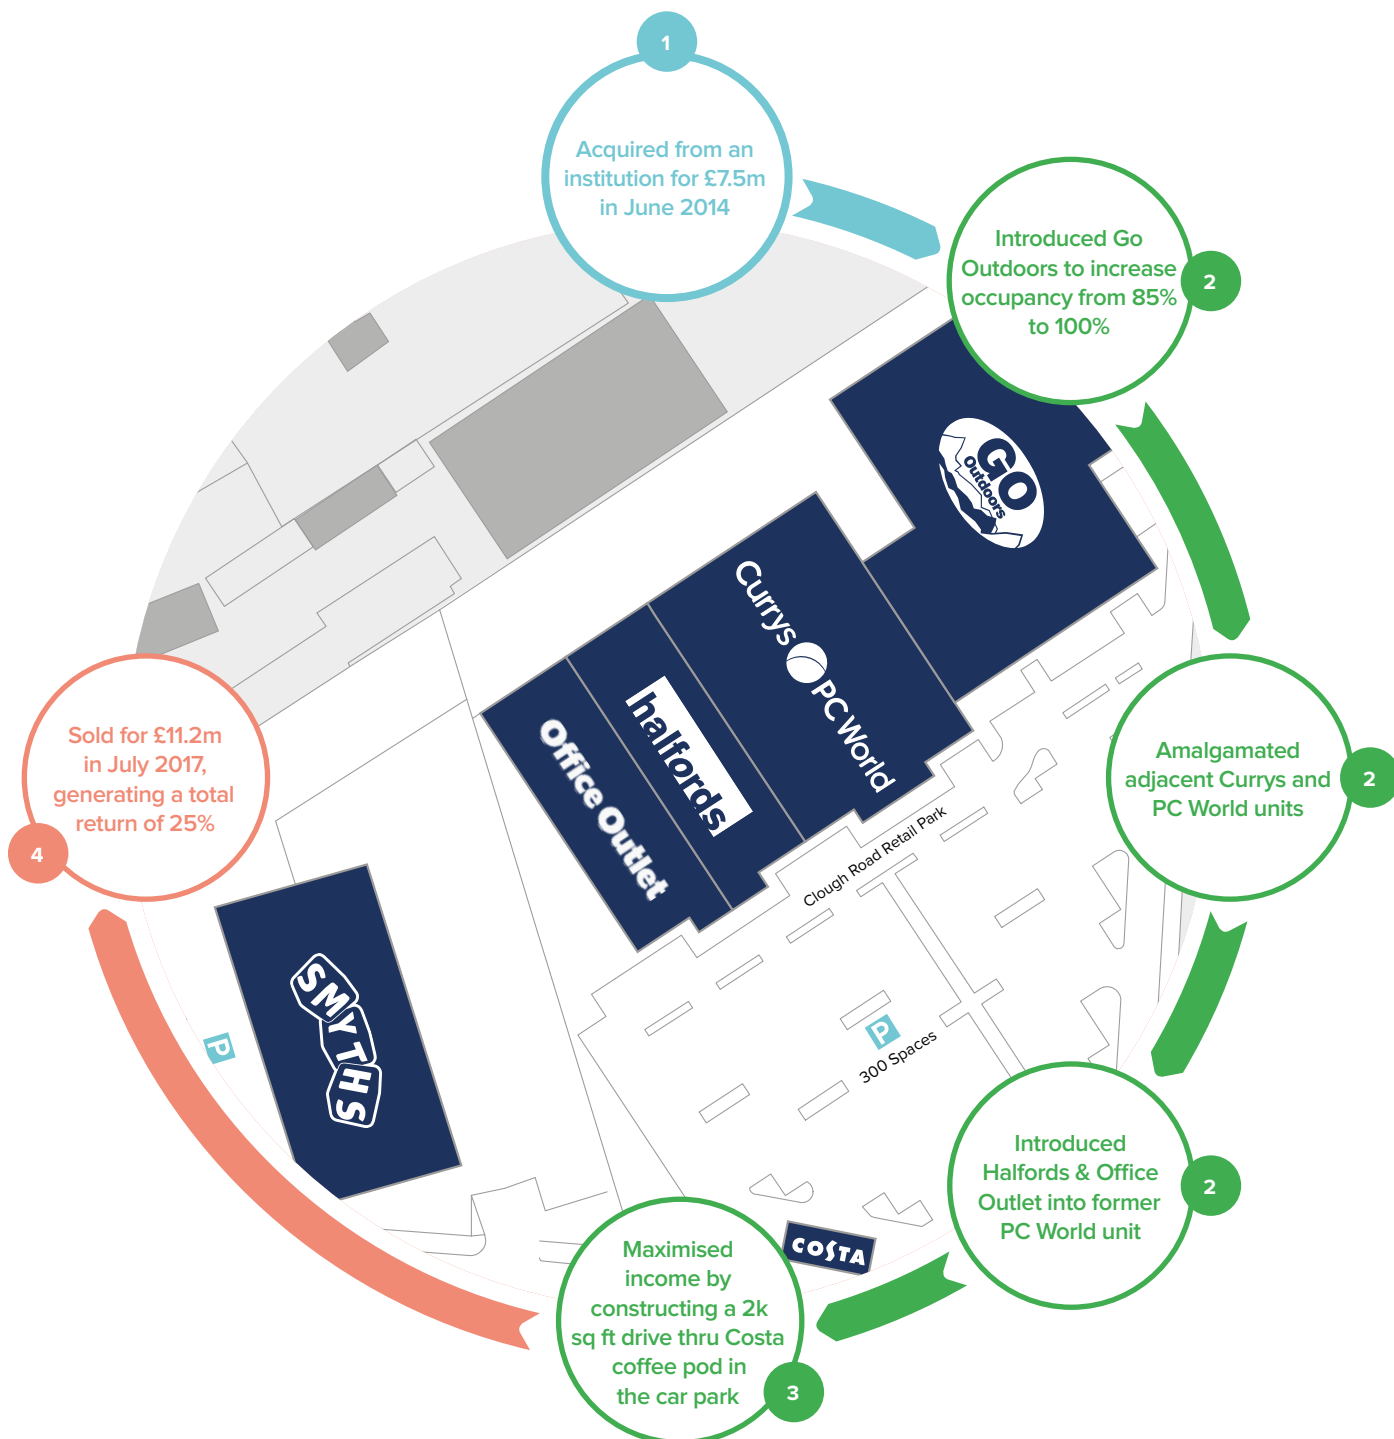 1
Acquired from an
institution for £7.5m
in June 2014
Introduced Go
Outdoors to increase
occupancy from 85%
to 100%
2
GO
Outdoors
Currys
PC World
halfords
Office Outlet
Clough Road Retail Park
Amalgamated
adjacent Currys and
PC World units
2
Sold for £11.2m
in July 2017,
generating a total
return of 25%
4
SMYTHS
P
P
300 Spaces
Introduced
Halfords & Office
Outlet into former
PC World unit
2
COSTA
Maximised
income by
constructing a 2k
sq ft drive thru Costa
coffee pod in
the car park
3